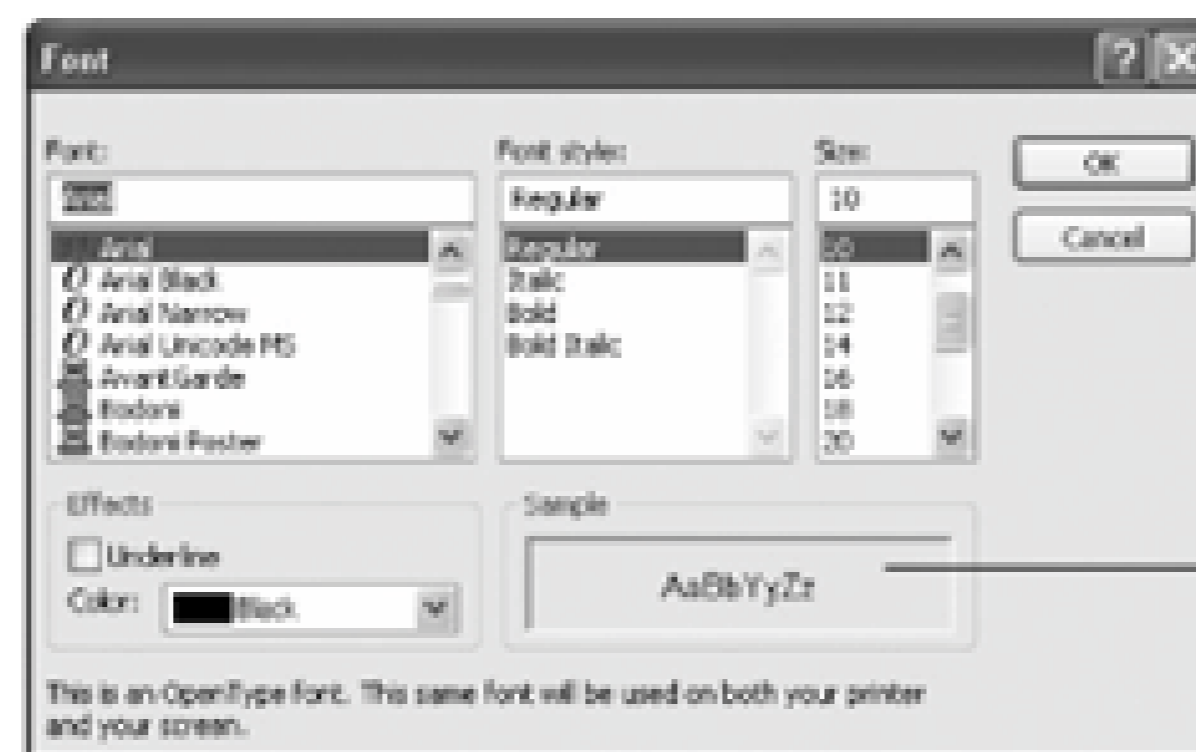 Font
Font:
Arial
Arial
Arial Black
Arial Narrow
Arial Unicode MS
AvantGarde
Bodoni
Bodoni Poster
Font style:
Regular
Regular
Italic
Bold
Bold Italic
Size:
10
10
11
12
14
16
18
20
OK
Cancel
Effects
Underline
Color:
Black
Sample
AaBbYyZz
This is an OpenType font. This same font will be used on both your printer
and your screen.